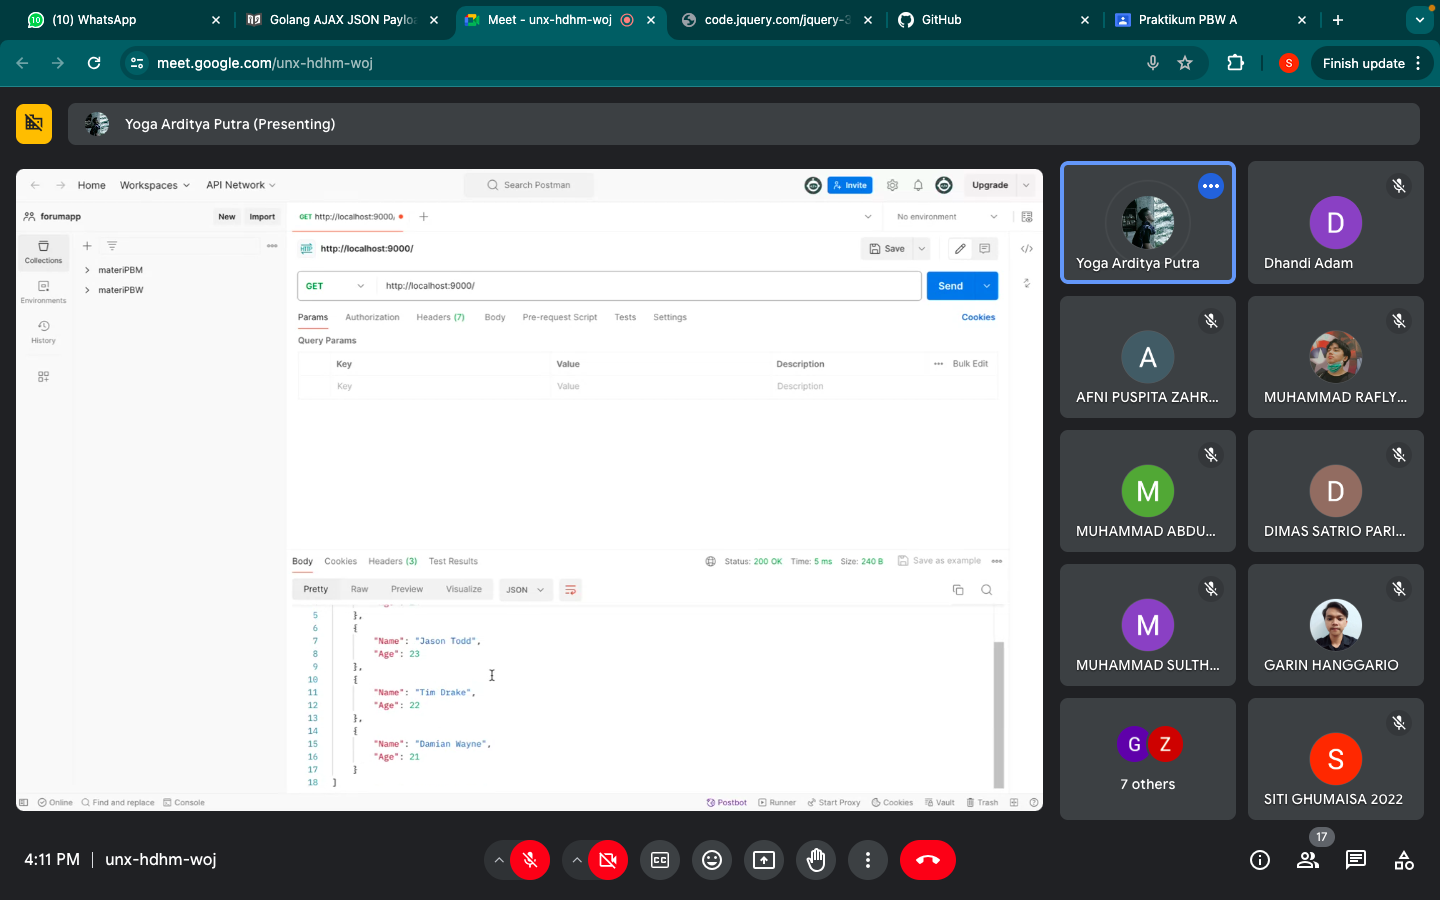 (10) WhatsApp
Golang AJAX JSON Paylo
Meet - unx-hdhm-woj
code.jquery.com/jquery-3
GitHub
Praktikum PBW A
meet.google.com/unx-hdhm-woj
S
Finish update
Yoga Arditya Putra (Presenting)
Home
Workspaces
API Network
Search Postman
Invite
Upgrade
forumapp
New
Import
GET http://localhost:9000/
No environment
Collections
Environments
History
materiPBM
materiPBW
http://localhost:9000/
Save
GET
http://localhost:9000/
Send
Params
Authorization
Headers (7)
Body
Pre-request Script
Tests
Settings
Cookies
Query Params
Key
Value
Description
Bulk Edit
Key
Value
Description
Body
Cookies
Headers (3)
Test Results
Status: 200 OK
Time: 5 ms
Size: 240 B
Save as example
Pretty
Raw
Preview
Visualize
JSON
5 },
6 {
7 "Name": "Jason Todd",
8 "Age": 23
9 },
10 {
11 "Name": "Tim Drake",
12 "Age": 22
13 },
14 {
15 "Name": "Damian Wayne",
16 "Age": 21
17 }
18 ]
Online
Find and replace
Console
Postbot
Runner
Start Proxy
Cookies
Vault
Trash
Yoga Arditya Putra
D
Dhandi Adam
A
AFNI PUSPITA ZAHR...
MUHAMMAD RAFLY...
M
MUHAMMAD ABDU...
D
DIMAS SATRIO PARI...
M
MUHAMMAD SULTH...
GARIN HANGGARIO
G
Z
7 others
S
SITI GHUMAISA 2022
4:11 PM
unx-hdhm-woj
17